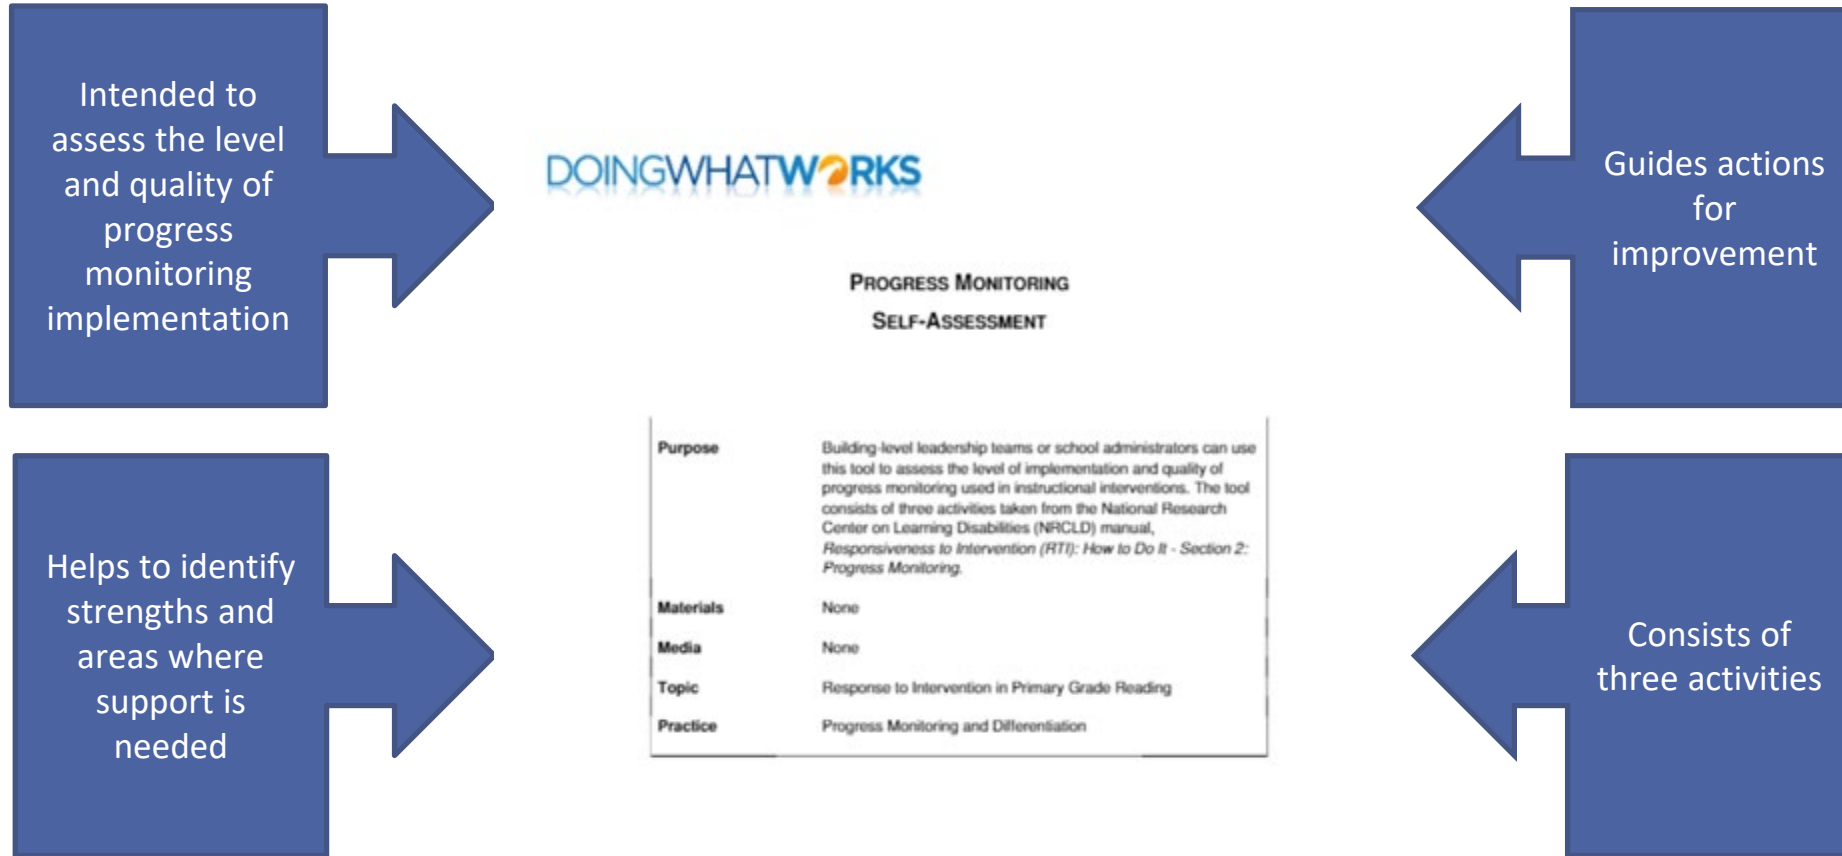 Intended to
assess the level
and quality of
progress
monitoring
implementation
DOINGWHATWORKS
PROGRESS MONITORING
SELF-ASSESSMENT
Guides actions
for
improvement
Helps to identify
strengths and
areas where
support is
needed
Purpose
Building-level leadership teams or school administrators can use
this tool to assess the level of implementation and quality of
progress monitoring used in instructional interventions. The tool
consists of three activities taken from the National Research
Center on Learning Disabilities (NRCLD) manual,
Responsiveness to Intervention (RTI): How to Do It - Section 2:
Progress Monitoring.
Materials None
Media None
Topic Response to Intervention in Primary Grade Reading
Practice Progress Monitoring and Differentiation
Consists of
three activities